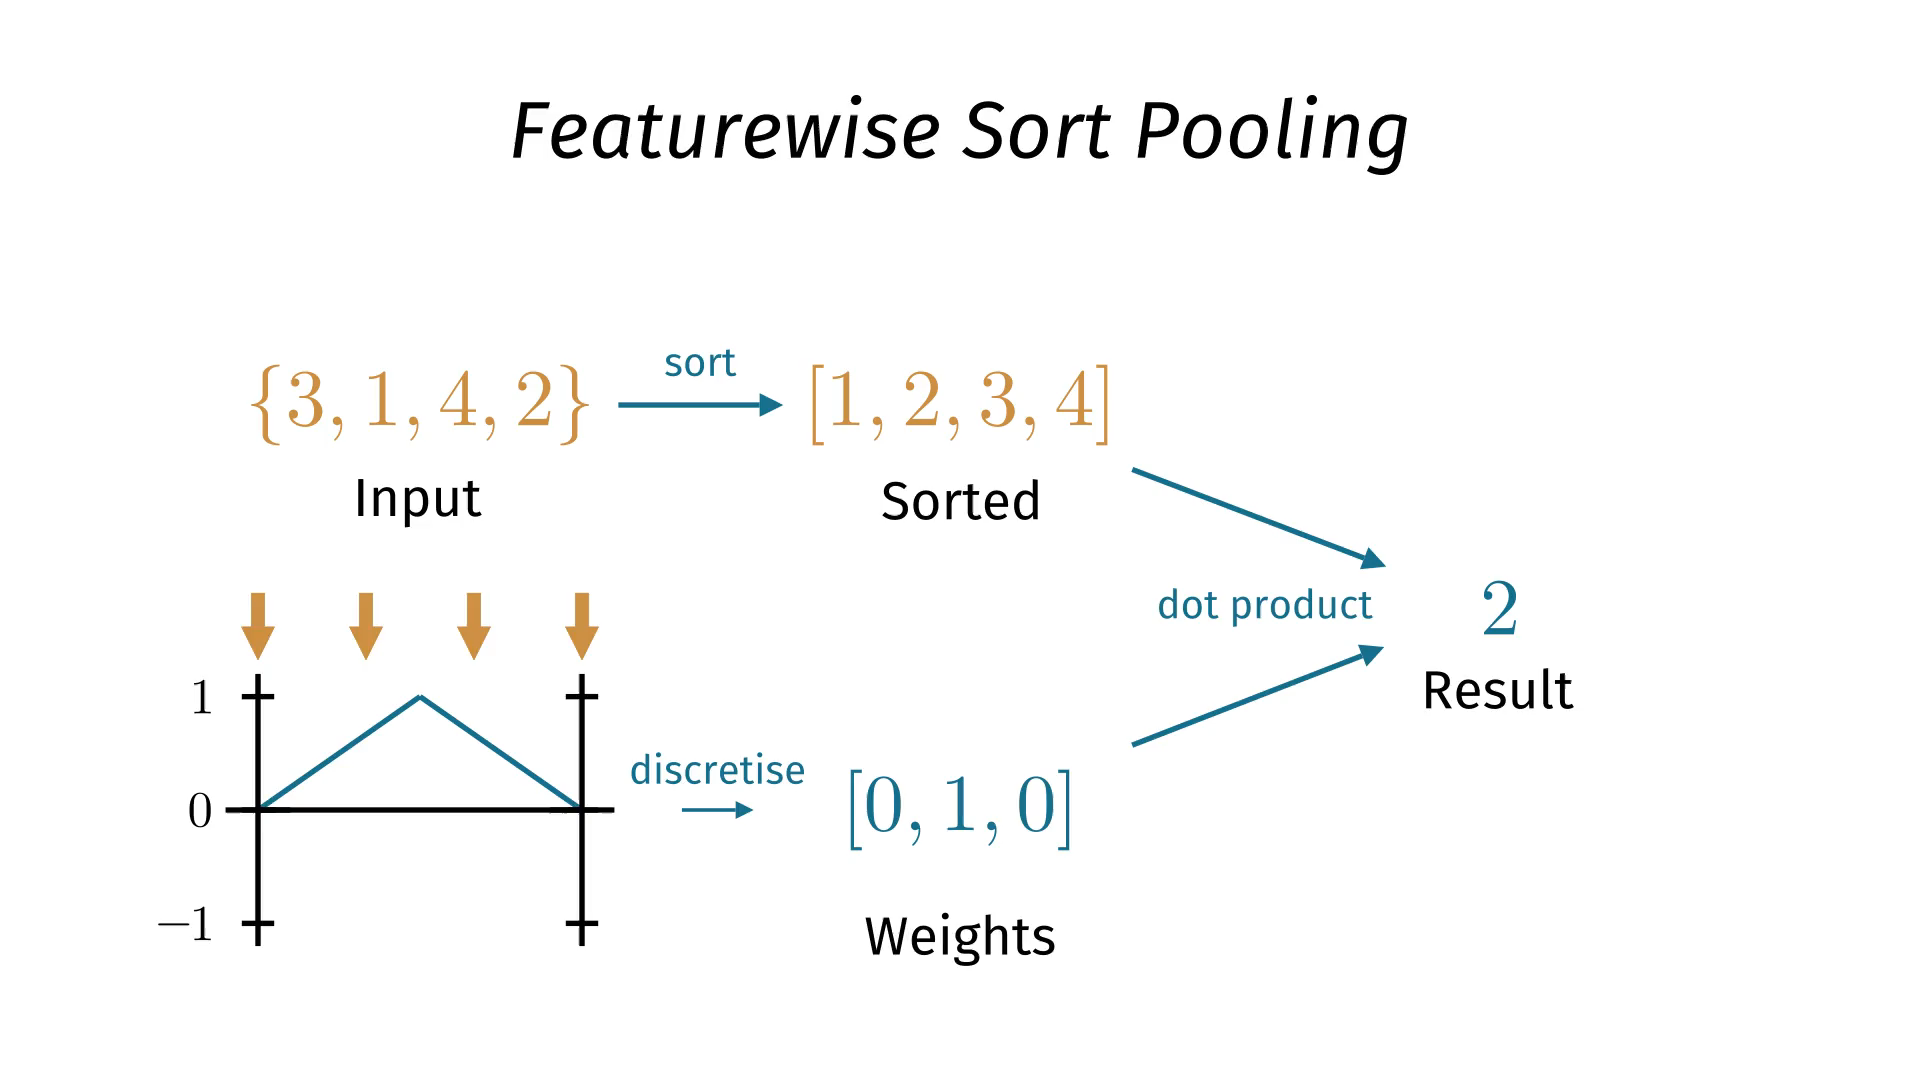 Featurewise Sort Pooling
{3, 1, 4, 2}
sort
[1, 2, 3, 4]
Input
Sorted
dot product
2
Result
1
0
−1
discretise
[0, 1, 0]
Weights